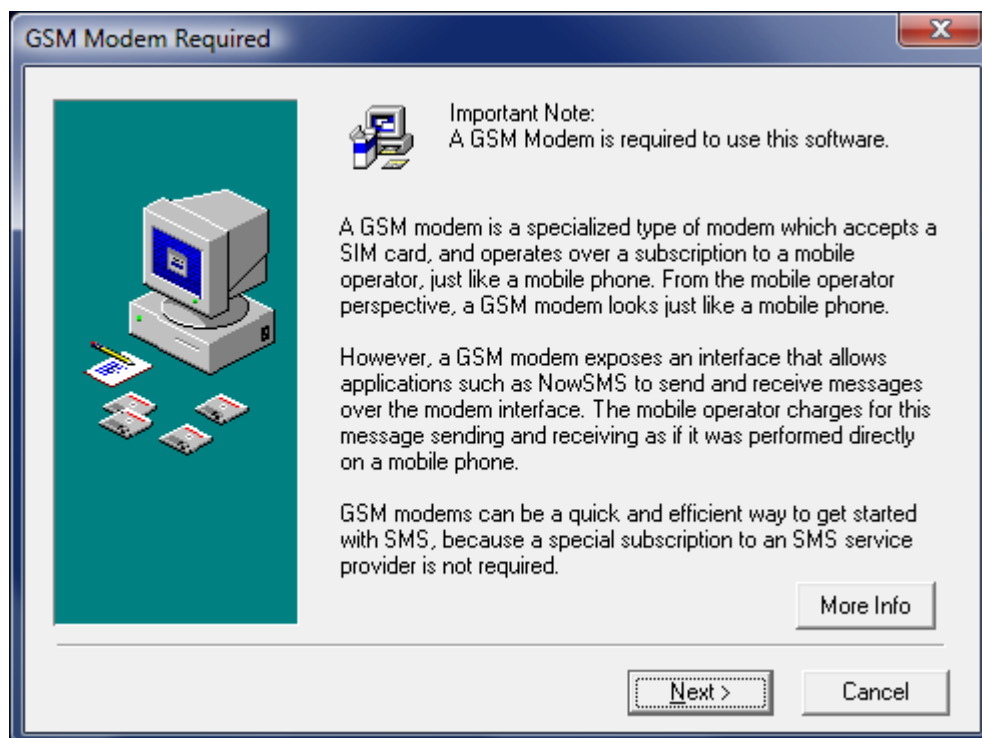 GSM Modem Required
Important Note:
A GSM Modem is required to use this software.
A GSM modem is a specialized type of modem which accepts a
SIM card, and operates over a subscription to a mobile
operator, just like a mobile phone. From the mobile operator
perspective, a GSM modem looks just like a mobile phone.
However, a GSM modem exposes an interface that allows
applications such as NowSMS to send and receive messages
over the modem interface. The mobile operator charges for this
message sending and receiving as if it was performed directly
on a mobile phone.
GSM modems can be a quick and efficient way to get started
with SMS, because a special subscription to an SMS service
provider is not required.
More Info
Next >
Cancel